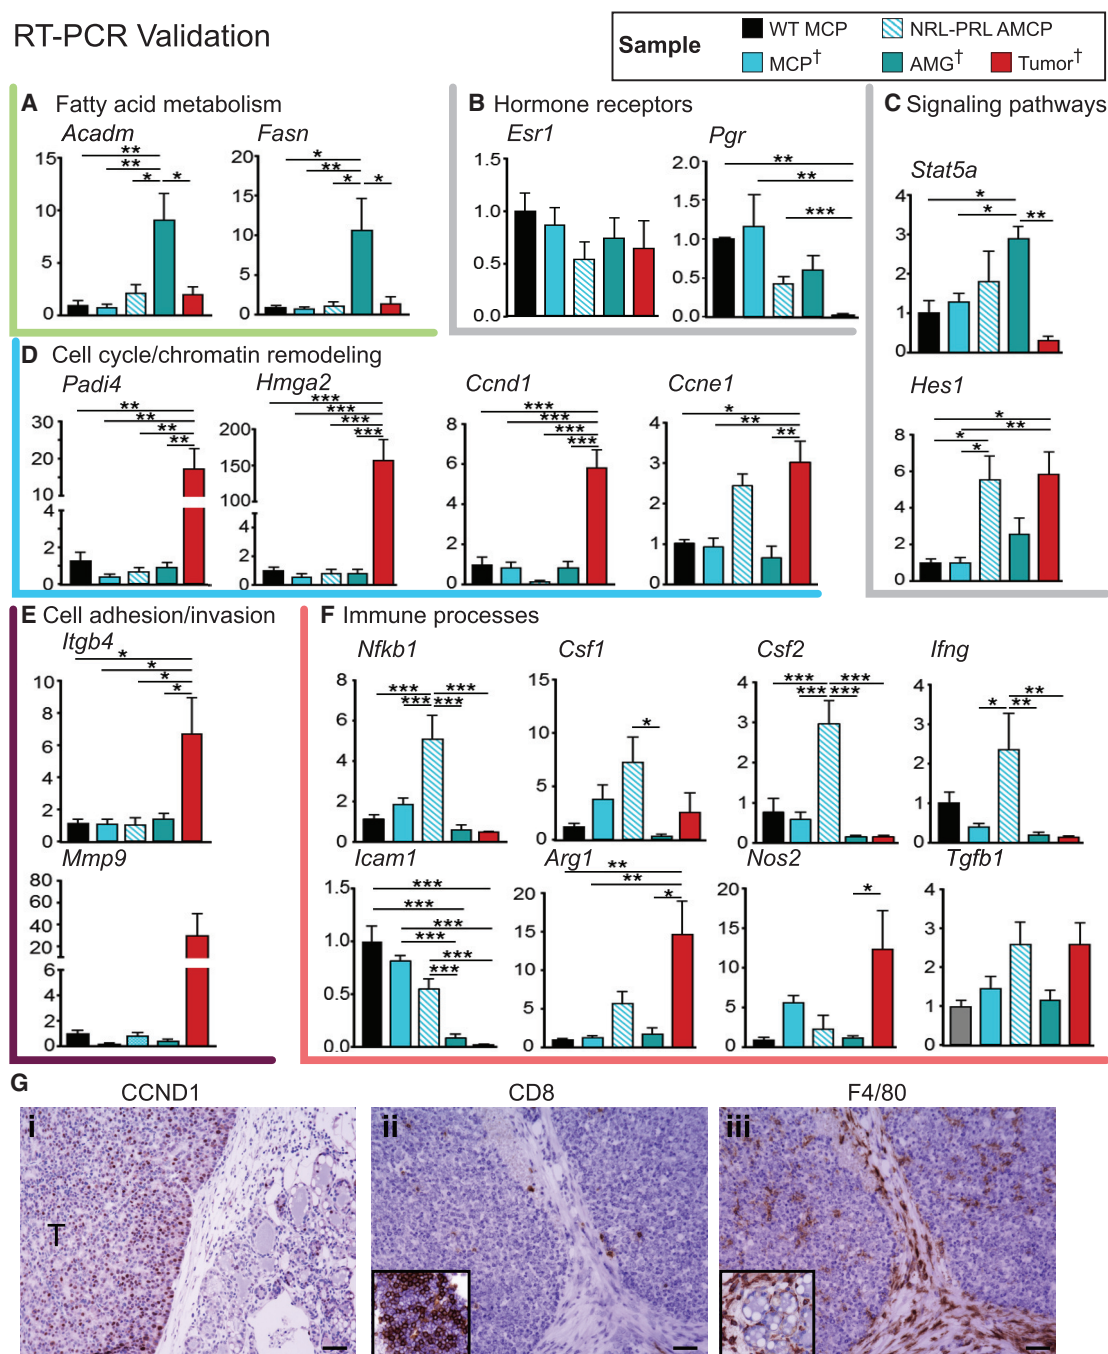 RT-PCR Validation
Sample
WT MCP
NRL-PRL AMCP
MCP†
AMG†
Tumor†
A Fatty acid metabolism
Acadm
** ** * *
15
10
5
0
Fasn
* ** * *
20
15
10
5
0
B Hormone receptors
Esr1
1.5
1.0
0.5
0.0
Pgr
** ** ***
2.0
1.5
1.0
0.5
0.0
C Signaling pathways
Stat5a
* * **
4
3
2
1
0
Hes1
* ** * *
8
6
4
2
0
D Cell cycle/chromatin remodeling
Padi4
** ** ** **
30
20
10
4
2
0
Hmga2
*** *** *** ***
200
150
100
4
2
0
Ccnd1
*** *** *** ***
8
6
4
2
0
Ccne1
* ** **
4
3
2
1
0
E Cell adhesion/invasion
Itgb4
* * * *
10
8
6
4
2
0
Mmp9
80
60
40
20
6
4
2
0
F Immune processes
Nfkb1
*** *** *** ***
8
6
4
2
0
Csf1
*
15
10
5
0
Csf2
*** *** *** ***
4
3
2
1
0
Ifng
** * **
4
3
2
1
0
Icam1
*** *** *** *** *** ***
1.5
1.0
0.5
0.0
Arg1
** ** *
20
15
10
5
0
Nos2
*
20
15
10
5
0
Tgfb1
4
3
2
1
0
G
CCND1
CD8
F4/80
i
T
ii
iii